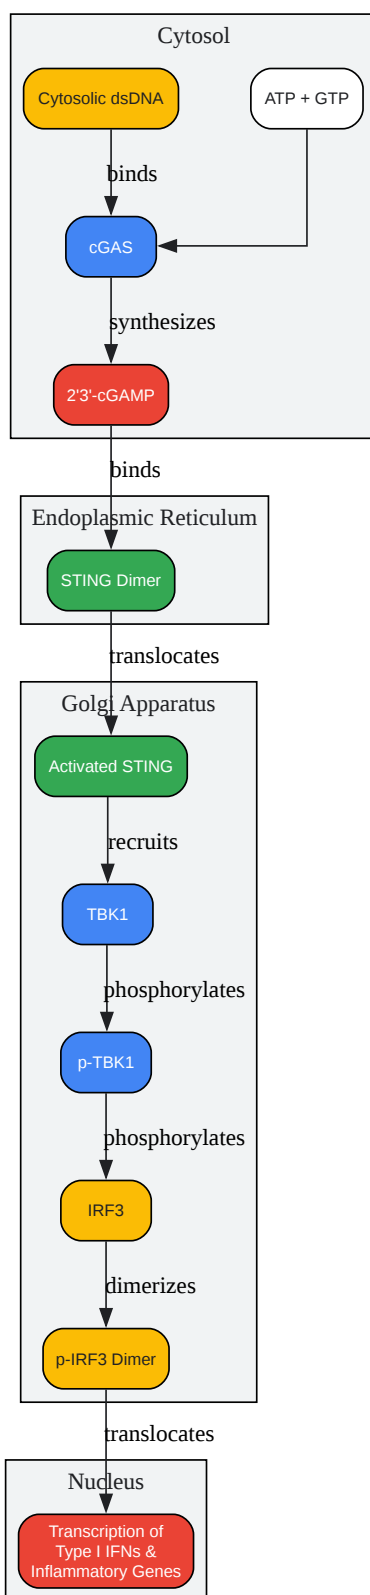 Cytosol
Cytosolic dsDNA
ATP + GTP
binds
cGAS
synthesizes
2'3'-cGAMP
binds
Endoplasmic Reticulum
STING Dimer
translocates
Golgi Apparatus
Activated STING
recruits
TBK1
phosphorylates
p-TBK1
phosphorylates
IRF3
dimerizes
p-IRF3 Dimer
translocates
Nucleus
Transcription of
Type I IFNs &
Inflammatory Genes